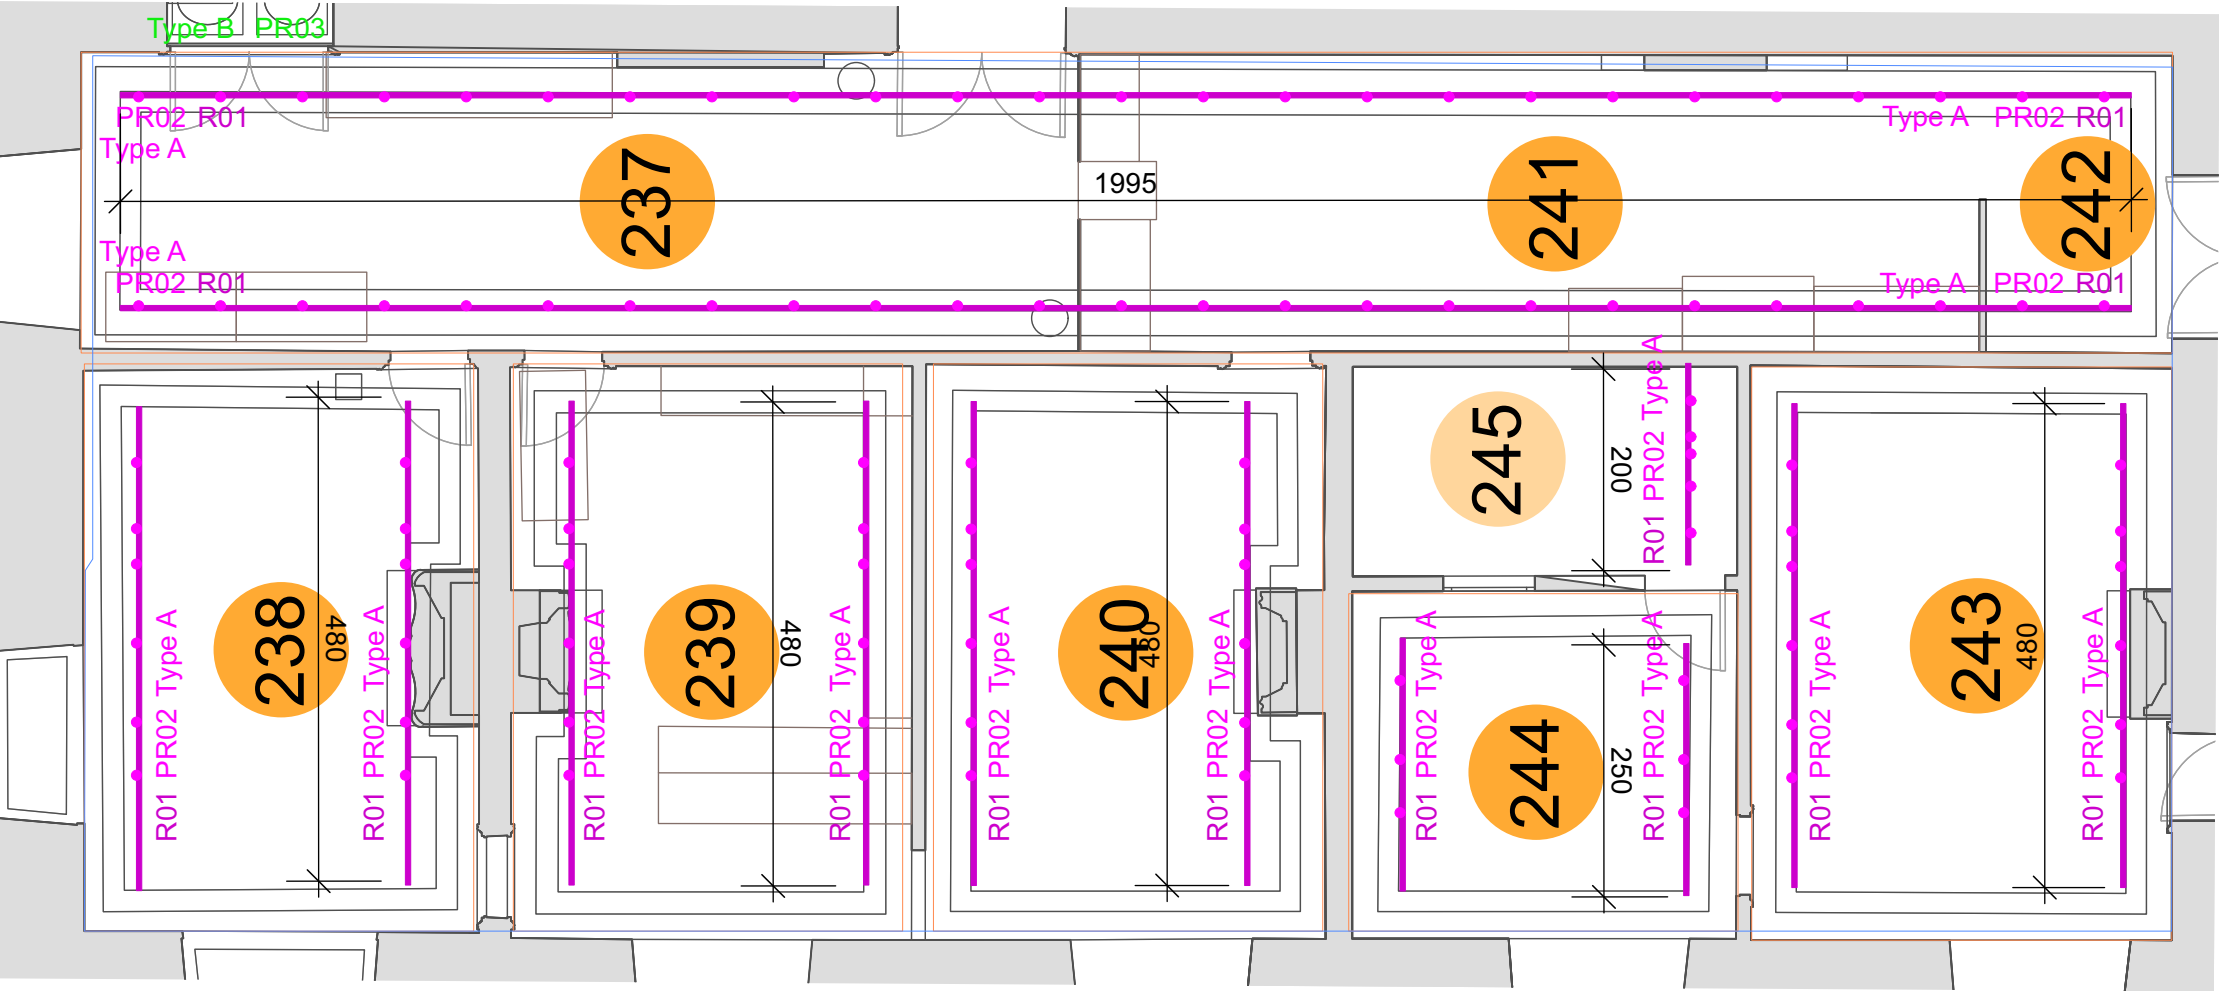 Type B PR03
PR02 R01
Type A
Type A PR02 R01
237
1995
241
242
Type A
PR02 R01
Type A PR02 R01
238
480
R01 PR02 Type A
R01 PR02 Type A
239
480
R01 PR02 Type A
R01 PR02 Type A
240
480
R01 PR02 Type A
R01 PR02 Type A
245
200
R01 PR02 Type A
244
250
R01 PR02 Type A
R01 PR02 Type A
243
480
R01 PR02 Type A
R01 PR02 Type A